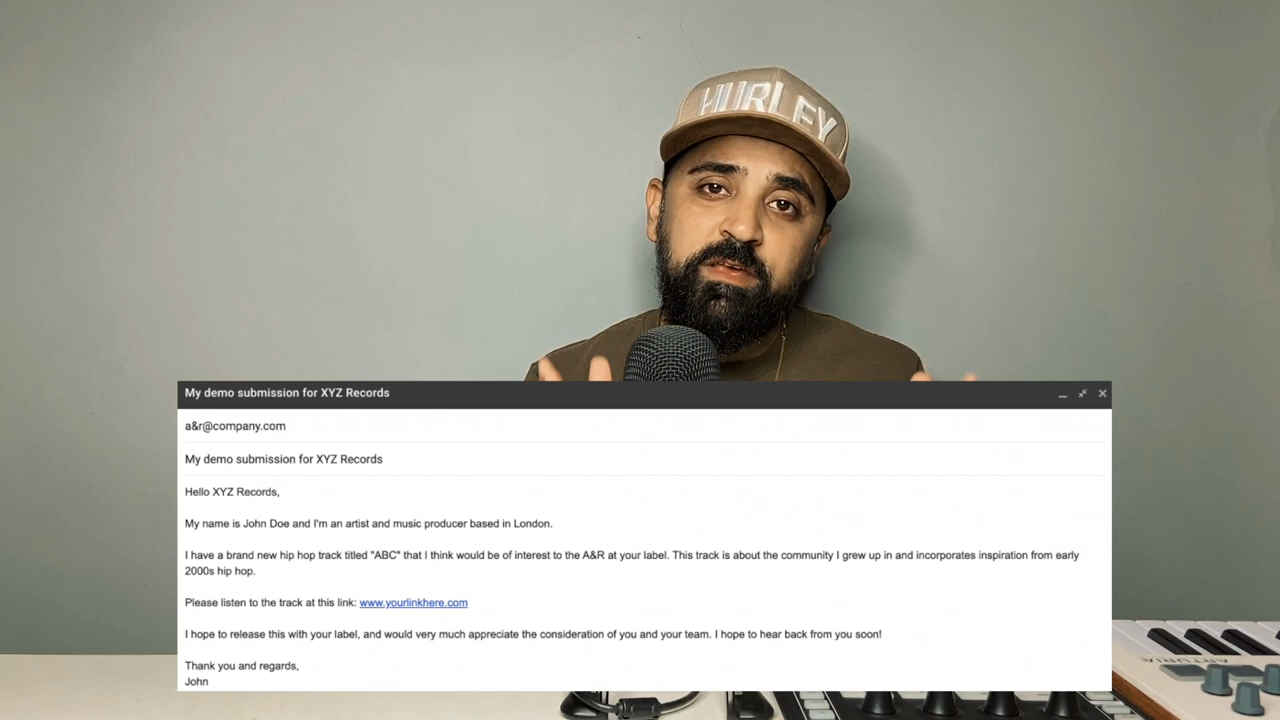 HURLEY
My demo submission for XYZ Records
a&r@company.com
My demo submission for XYZ Records
Hello XYZ Records,
My name is John Doe and I'm an artist and music producer based in London.
I have a brand new hip hop track titled "ABC" that I think would be of interest to the A&R at your label. This track is about the community I grew up in and incorporates inspiration from early
2000s hip hop.
Please listen to the track at this link: www.yourlinkhere.com
I hope to release this with your label, and would very much appreciate the consideration of you and your team. I hope to hear back from you soon!
Thank you and regards,
John
ARTURIA